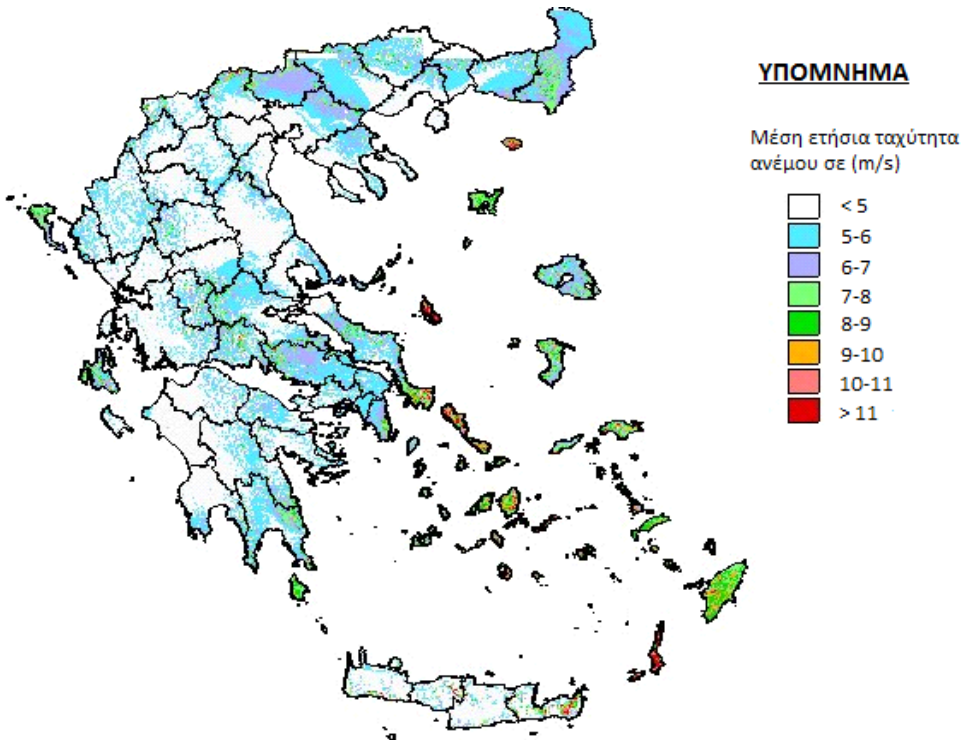 ΥΠΟΜΝΗΜΑ
Μέση ετήσια ταχύτητα
ανέμου σε (m/s)
< 5
5-6
6-7
7-8
8-9
9-10
10-11
> 11